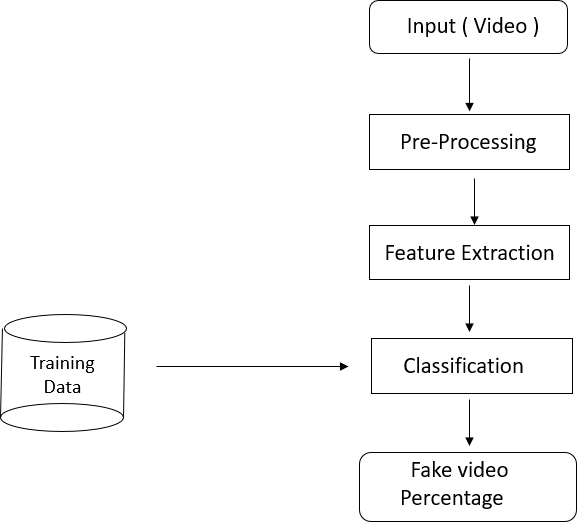 Input ( Video )
Pre-Processing
Feature Extraction
Training
Data
Classification
Fake video
Percentage